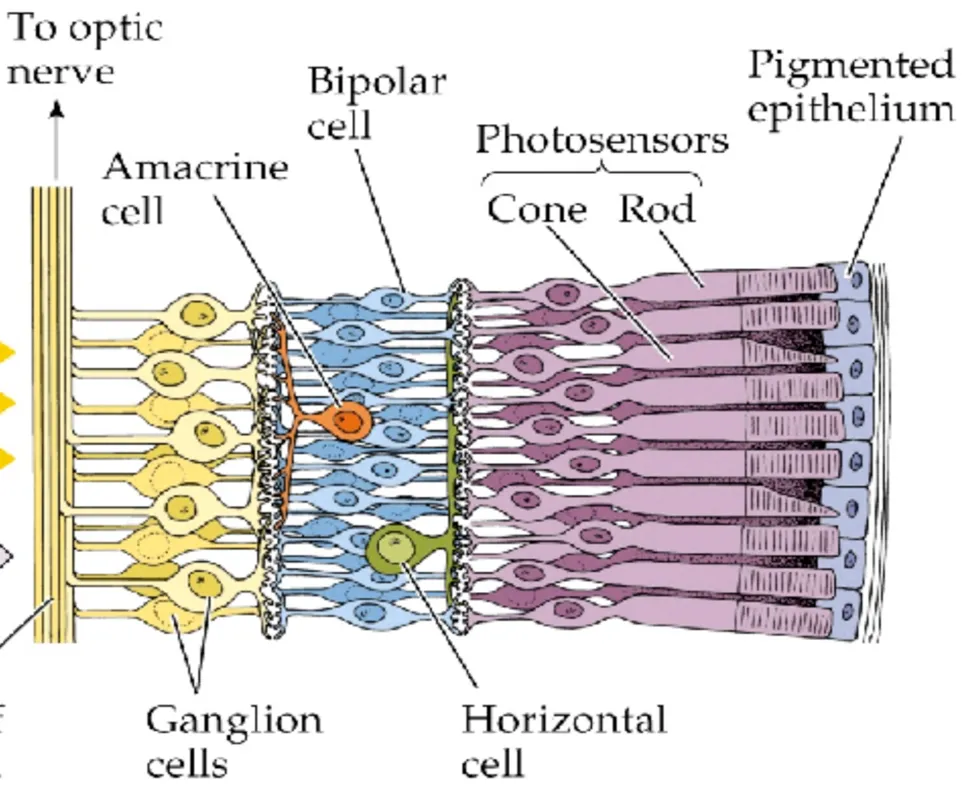 To optic
nerve
Bipolar
cell
Pigmented
epithelium
Photosensors
Amacrine
cell
Cone Rod
Ganglion
cells
Horizontal
cell